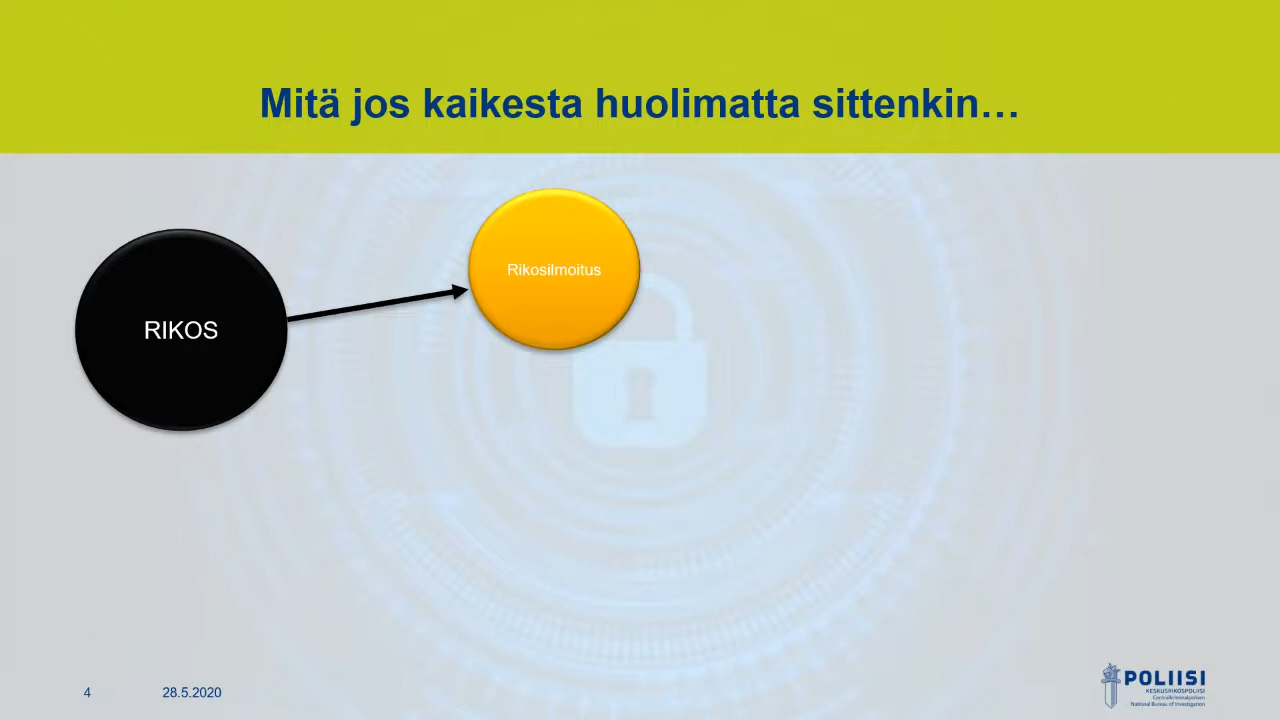 Mitä jos kaikesta huolimatta sittenkin…
Rikosilmoitus
RIKOS
4
28.5.2020
POLIISI
KESKUSRIKOSPOLIISI
Centralkriminalpolisen
National Bureau of Investigation